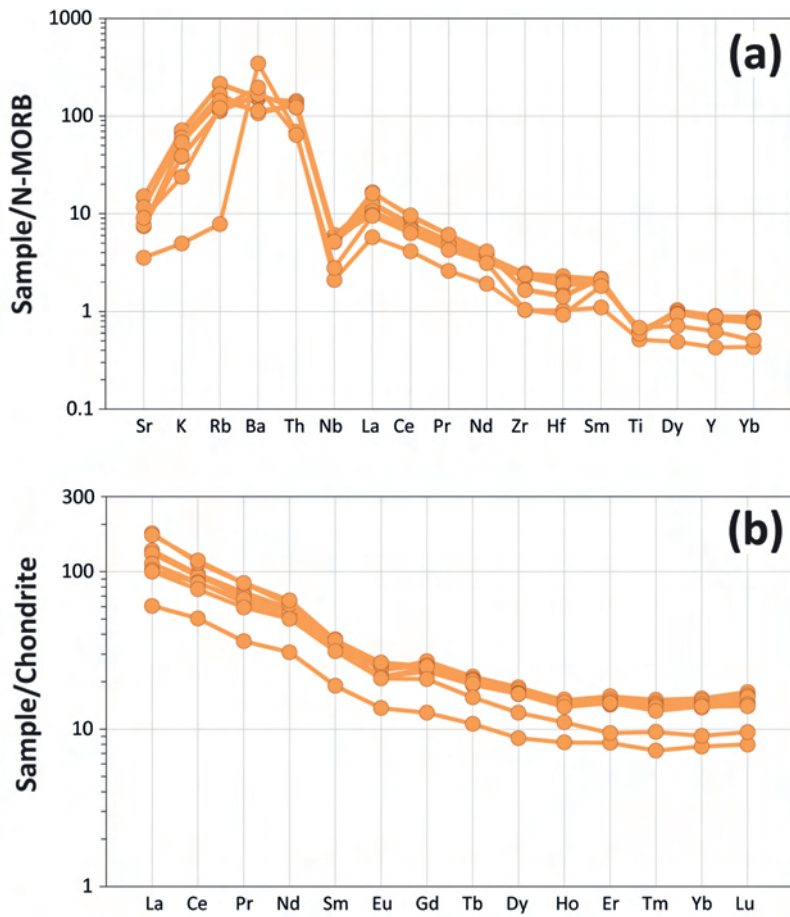 (a)
Sample/N-MORB
1000
100
10
1
0.1
Sr K Rb Ba Th Nb La Ce Pr Nd Zr Hf Sm Ti Dy Y Yb
(b)
Sample/Chondrite
300
100
10
1
La Ce Pr Nd Sm Eu Gd Tb Dy Ho Er Tm Yb Lu